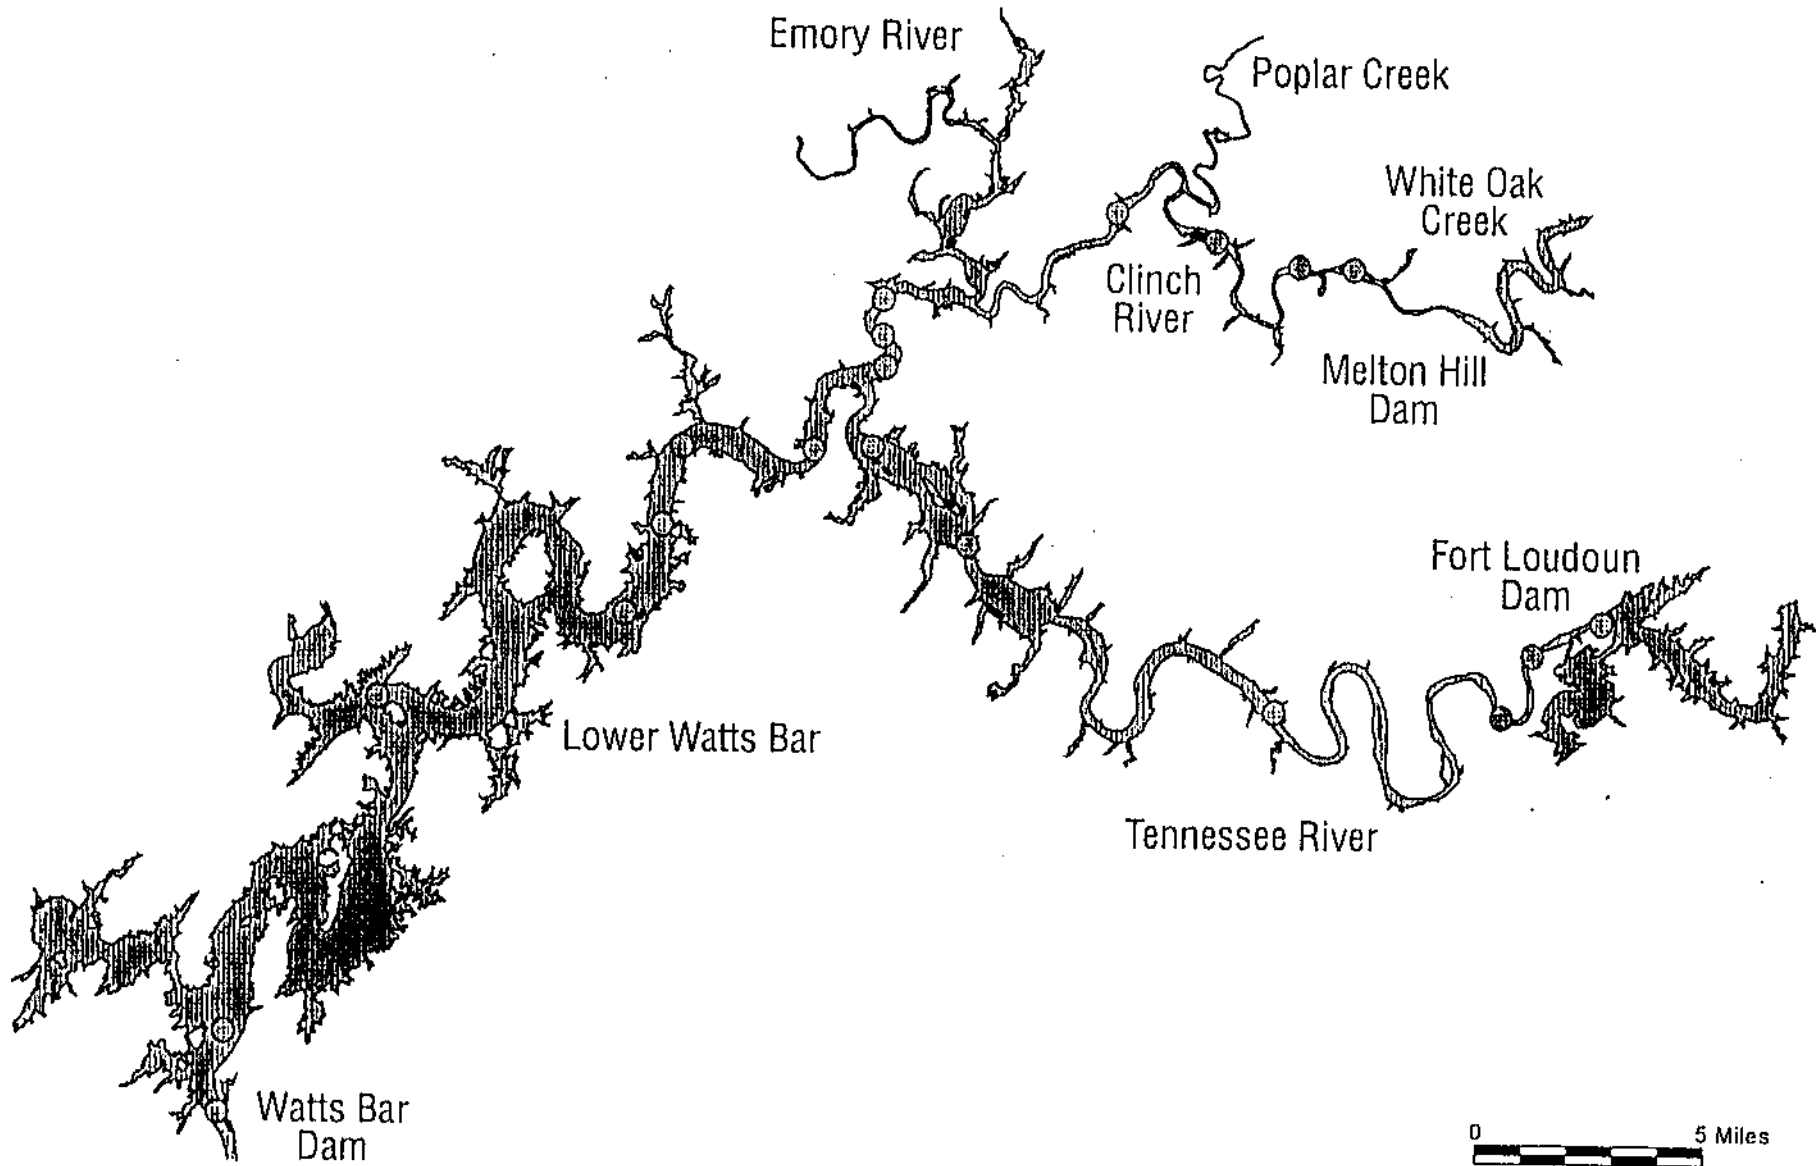 Emory River
Poplar Creek
White Oak
Creek
Clinch
River
Melton Hill
Dam
Fort Loudoun
Dam
Lower Watts Bar
Tennessee River
Watts Bar
Dam
0
5 Miles